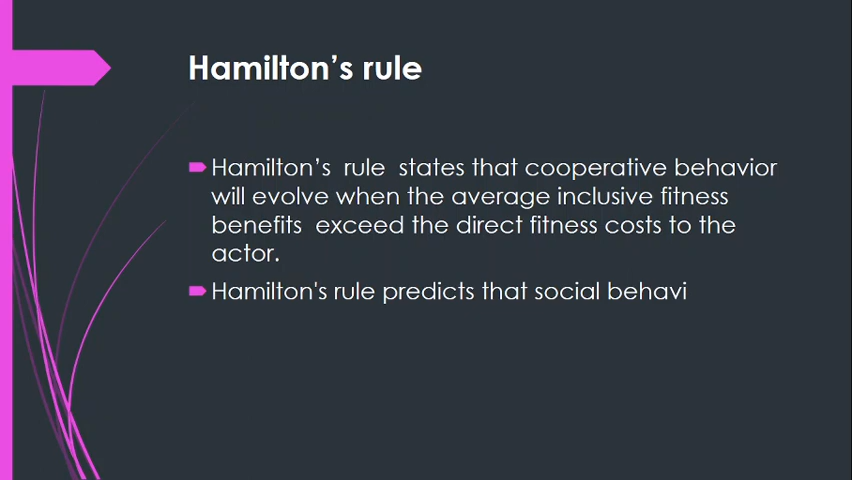 Hamilton’s rule
Hamilton’s rule states that cooperative behavior
will evolve when the average inclusive fitness
benefits exceed the direct fitness costs to the
actor.
Hamilton's rule predicts that social behavi